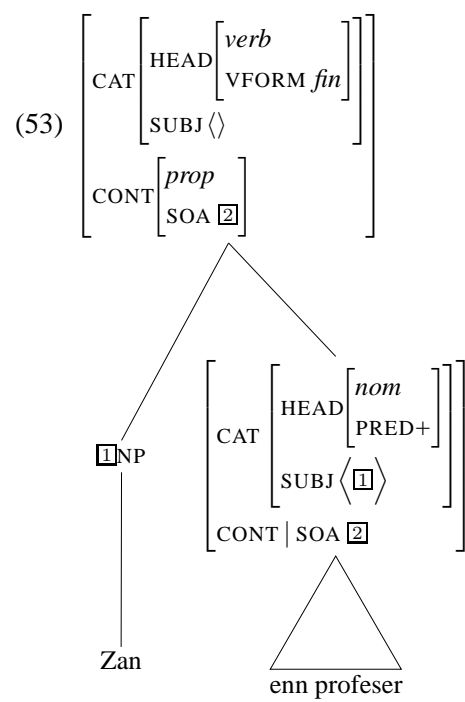 (53)
CAT HEAD verb
VFORM fin
SUBJ ⟨⟩
CONT prop
SOA 2
1 NP
CAT HEAD nom
PRED+
SUBJ ⟨ 1 ⟩
CONT | SOA 2
Zan
enn profeser